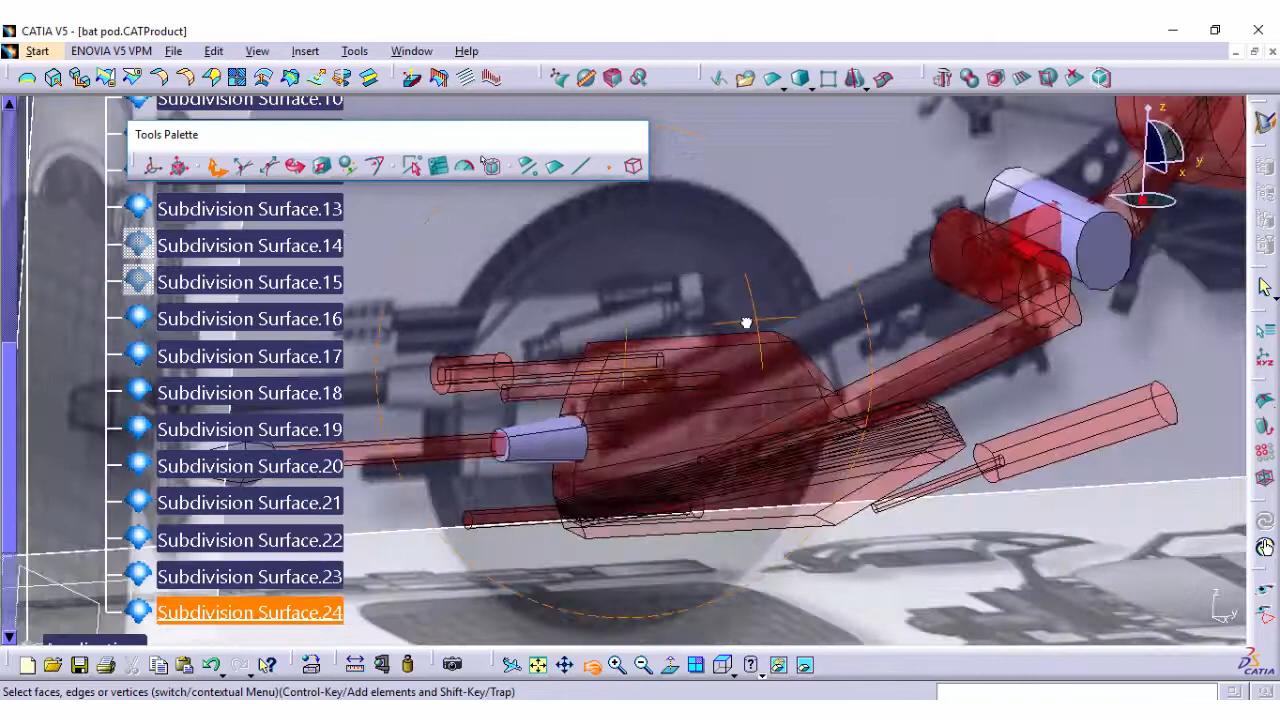 CATIA V5 - [bat pod.CATProduct]
Start ENOVIA V5 VPM File Edit View Insert Tools Window Help
Subdivision Surface.10
Tools Palette
Subdivision Surface.13
Subdivision Surface.14
Subdivision Surface.15
Subdivision Surface.16
Subdivision Surface.17
Subdivision Surface.18
Subdivision Surface.19
Subdivision Surface.20
Subdivision Surface.21
Subdivision Surface.22
Subdivision Surface.23
Subdivision Surface.24
z
y
x
z
y
x
CATIA
Select faces, edges or vertices (switch/contextual Menu)(Control-Key/Add elements and Shift-Key/Trap)